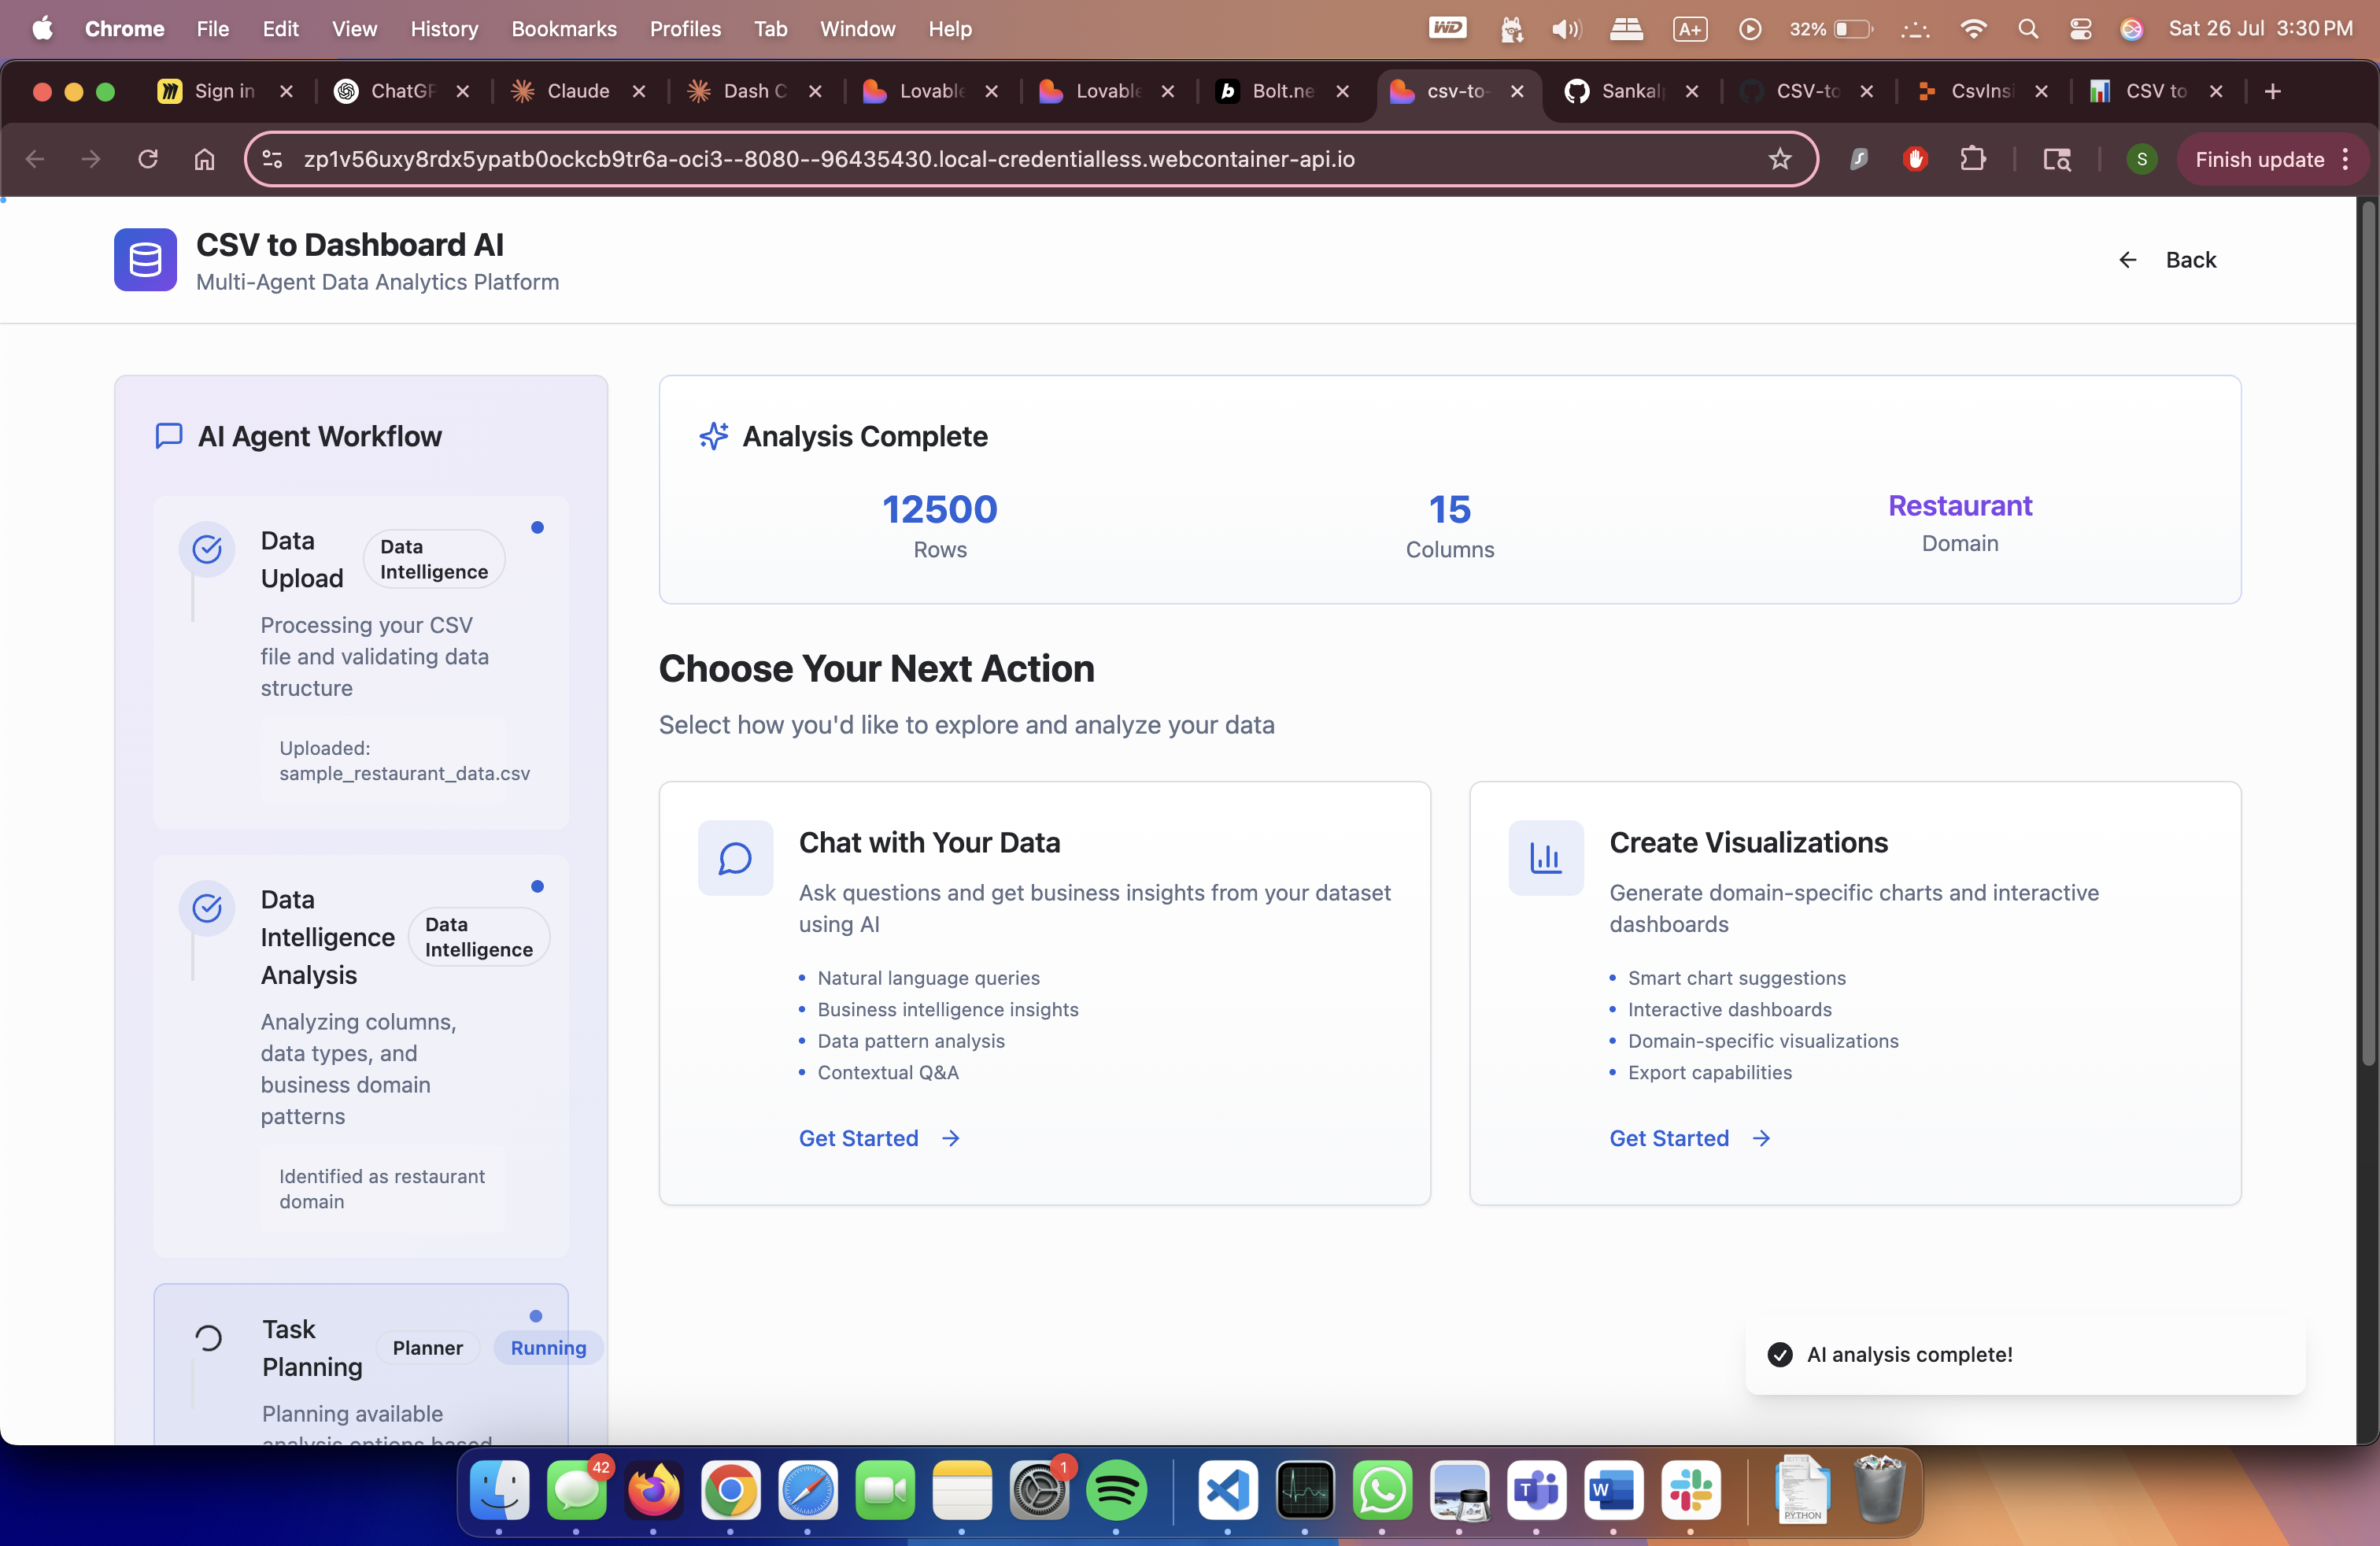 Chrome File Edit View History Bookmarks Profiles Tab Window Help
WD A+ 32% Sat 26 Jul 3:30 PM
Sign in ChatGP Claude Dash C Lovable Lovable Bolt.ne csv-to- Sankal CSV-to CsvIns CSV to
zp1v56uxy8rdx5ypatb0ockcb9tr6a-oci3--8080--96435430.local-credentialless.webcontainer-api.io
S
Finish update
CSV to Dashboard AI
Multi-Agent Data Analytics Platform
Back
AI Agent Workflow
Data
Upload
Data
Intelligence
Processing your CSV
file and validating data
structure
Uploaded:
sample_restaurant_data.csv
Data
Intelligence
Analysis
Data
Intelligence
Analyzing columns,
data types, and
business domain
patterns
Identified as restaurant
domain
Task
Planning
Planner
Running
Planning available
analysis options based
Analysis Complete
12500
Rows
15
Columns
Restaurant
Domain
Choose Your Next Action
Select how you'd like to explore and analyze your data
Chat with Your Data
Ask questions and get business insights from your dataset
using AI
• Natural language queries
• Business intelligence insights
• Data pattern analysis
• Contextual Q&A
Get Started
Create Visualizations
Generate domain-specific charts and interactive
dashboards
• Smart chart suggestions
• Interactive dashboards
• Domain-specific visualizations
• Export capabilities
Get Started
AI analysis complete!
42
1
T
W
PYTHON